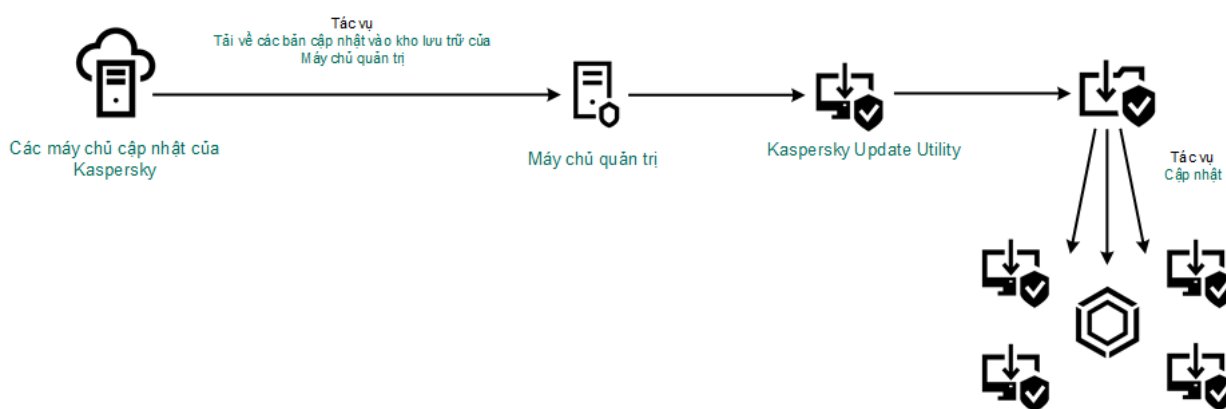 Tác vụ
Tải về các bản cập nhật vào kho lưu trữ của
Máy chủ quản trị
Các máy chủ cập nhật của
Kaspersky
Máy chủ quản trị
Kaspersky Update Utility
Tác vụ
Cập nhật